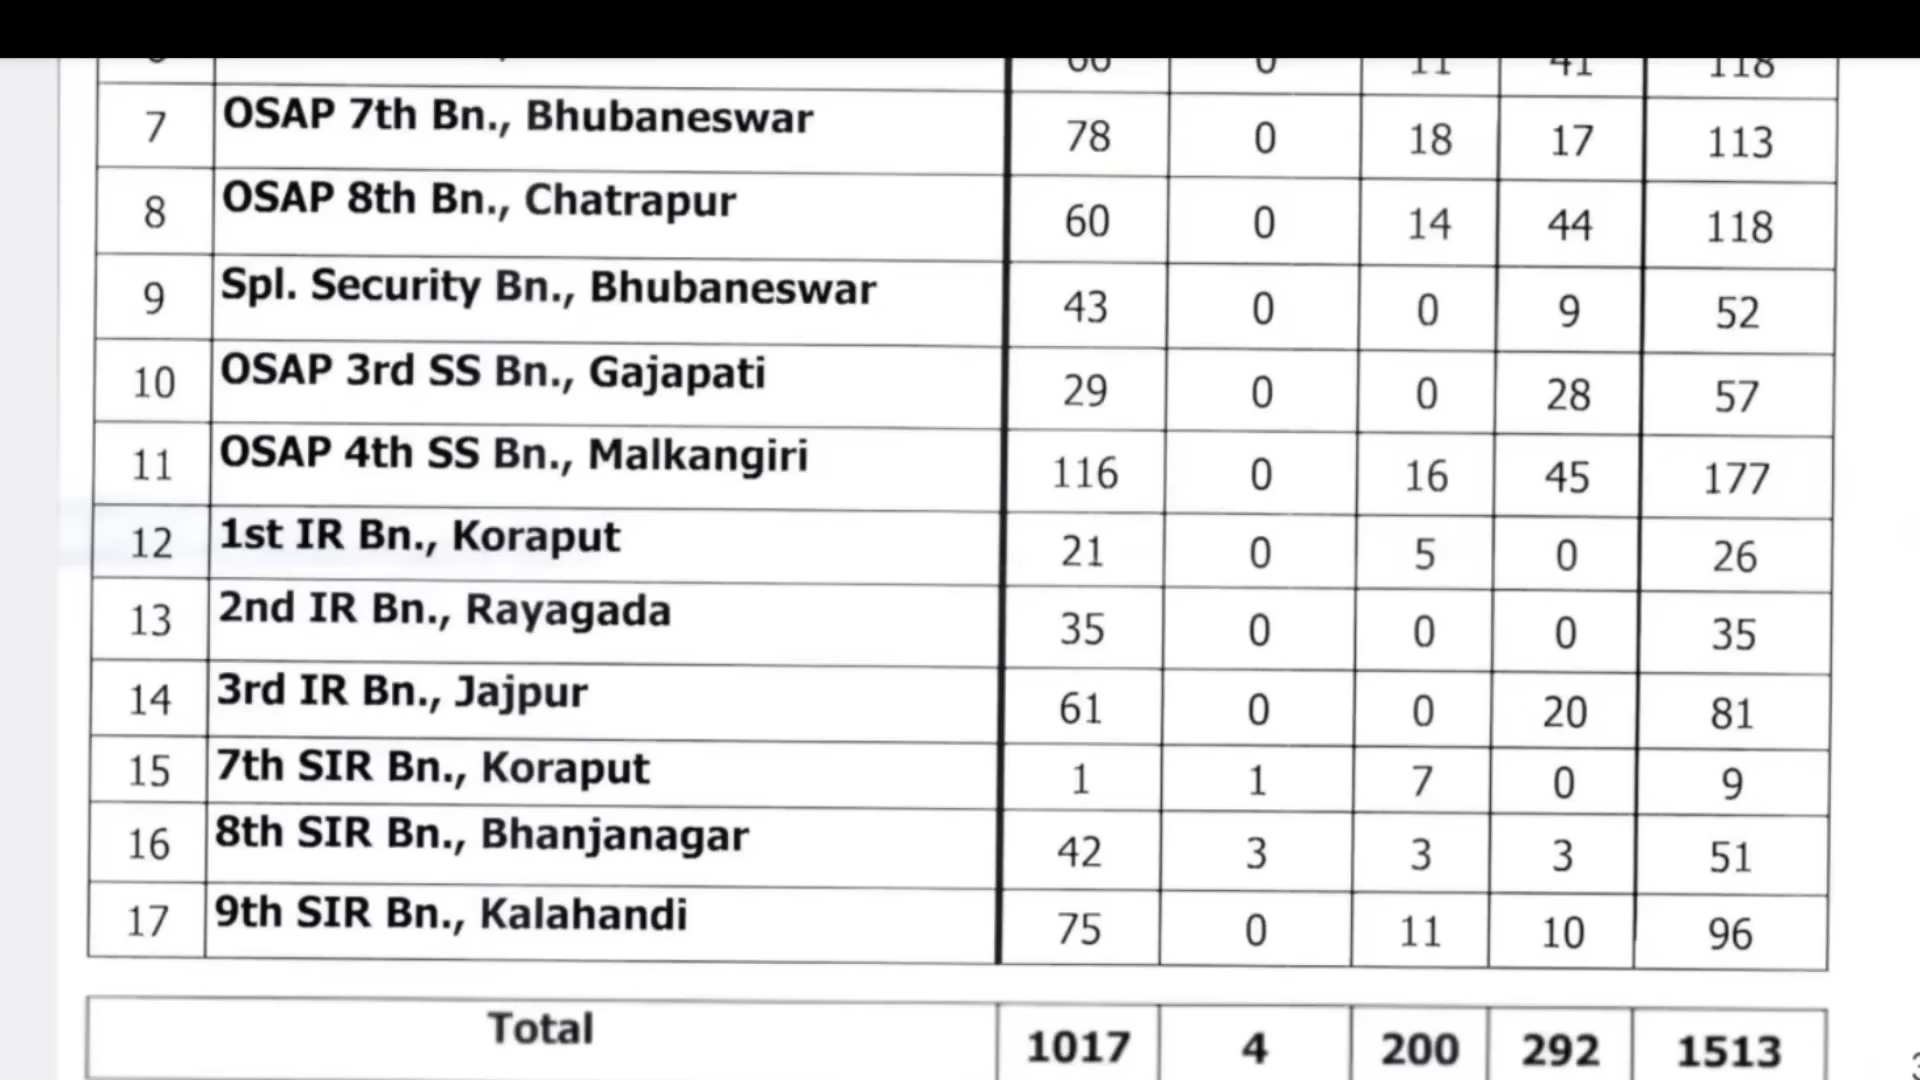 66 0 11 41 118
7 OSAP 7th Bn., Bhubaneswar 78 0 18 17 113
8 OSAP 8th Bn., Chatrapur 60 0 14 44 118
9 Spl. Security Bn., Bhubaneswar 43 0 0 9 52
10 OSAP 3rd SS Bn., Gajapati 29 0 0 28 57
11 OSAP 4th SS Bn., Malkangiri 116 0 16 45 177
12 1st IR Bn., Koraput 21 0 5 0 26
13 2nd IR Bn., Rayagada 35 0 0 0 35
14 3rd IR Bn., Jajpur 61 0 0 20 81
15 7th SIR Bn., Koraput 1 1 7 0 9
16 8th SIR Bn., Bhanjanagar 42 3 3 3 51
17 9th SIR Bn., Kalahandi 75 0 11 10 96
Total 1017 4 200 292 1513